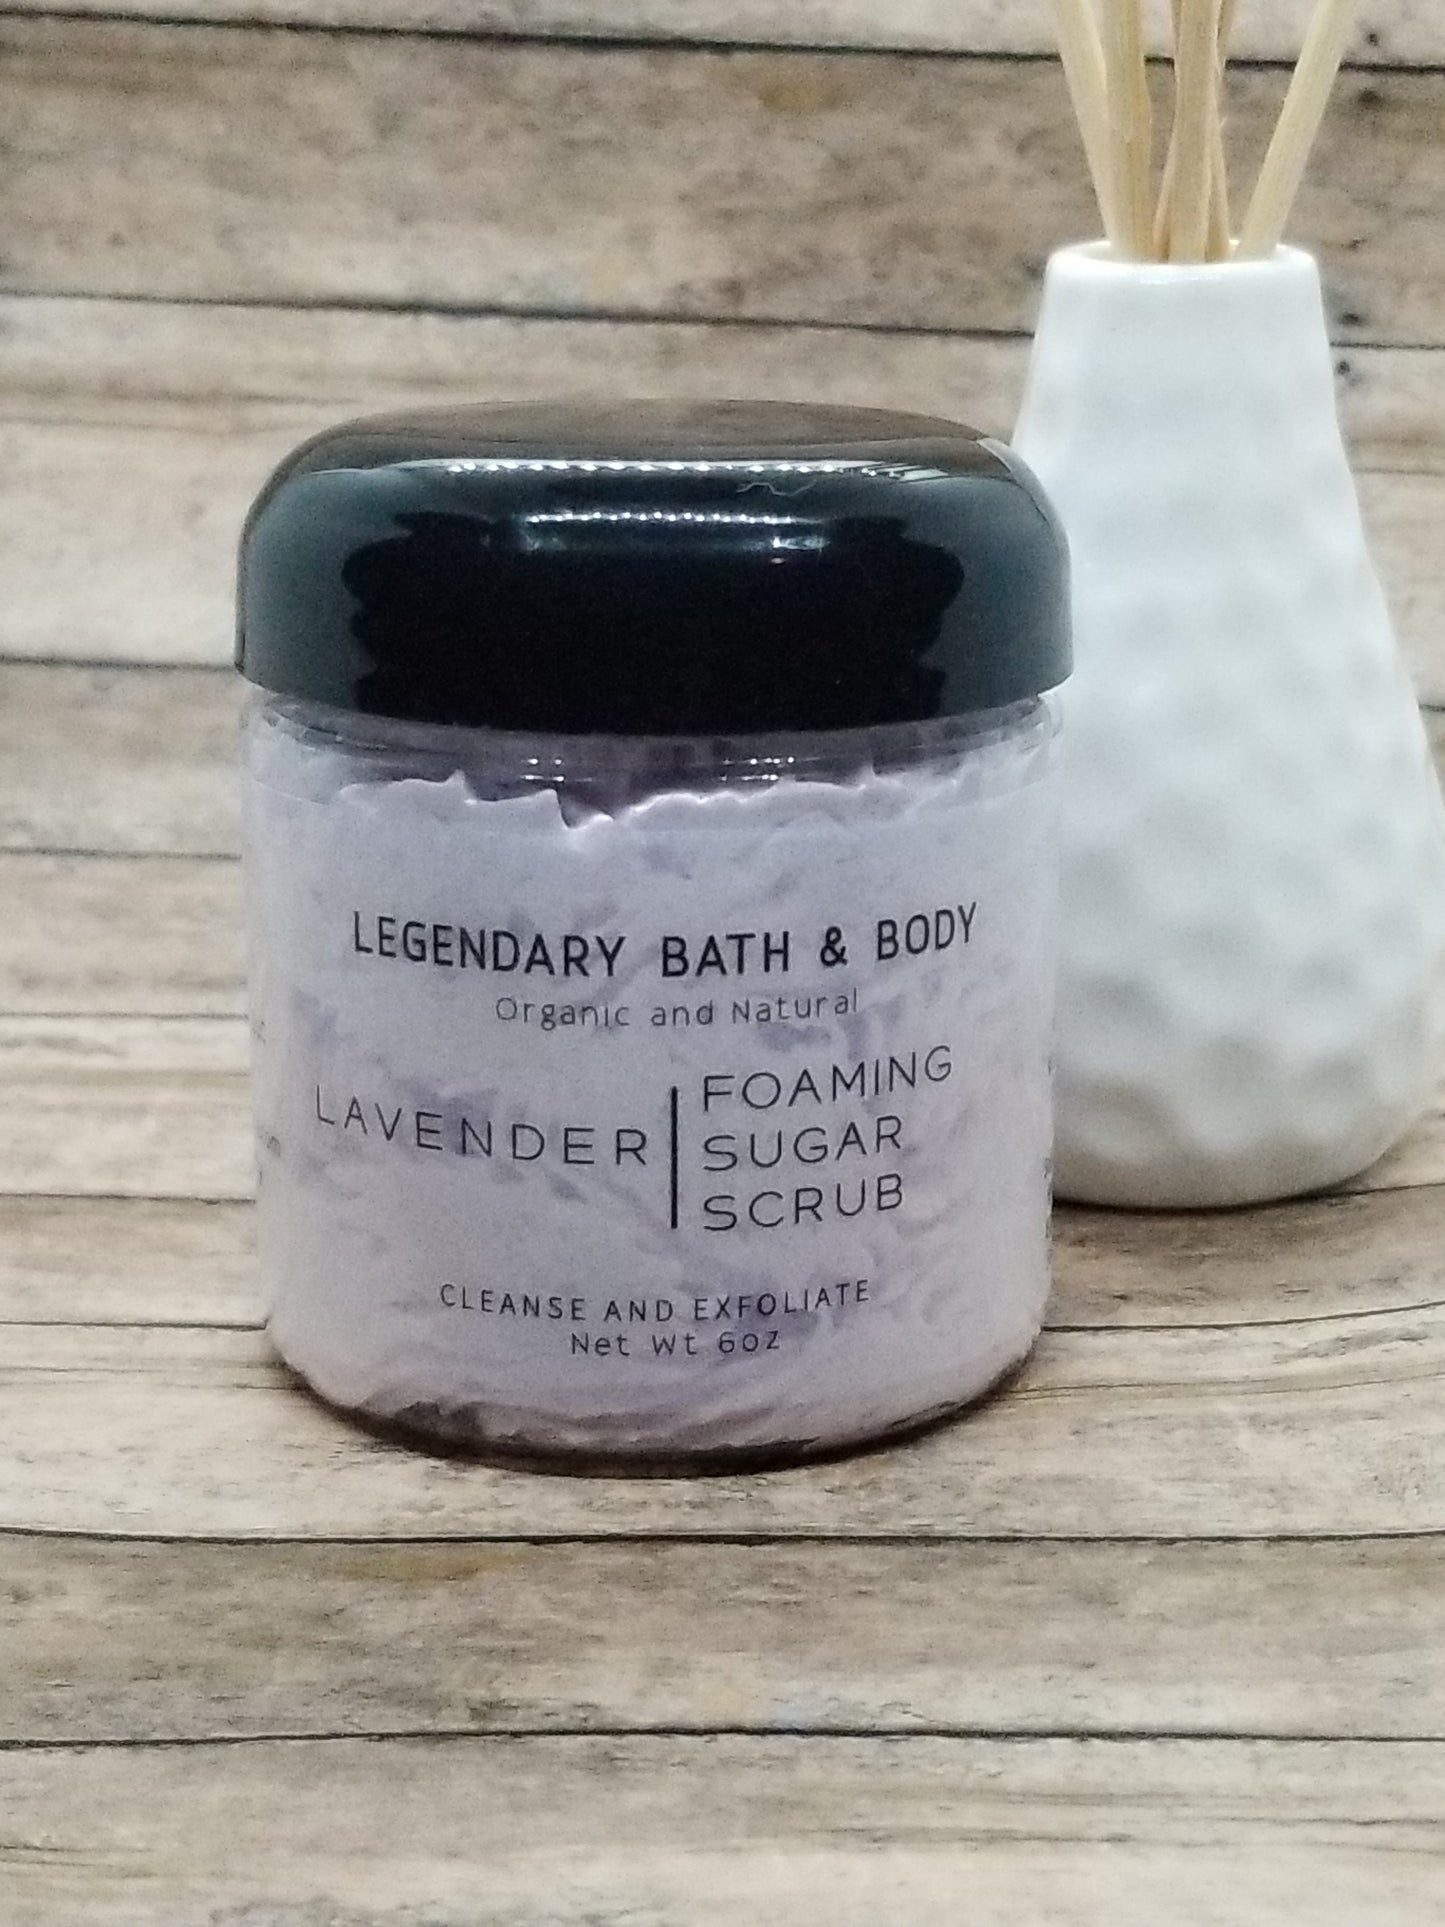 LEGENDARY BATH & BODY
Organic and Natural
LAVENDER
FOAMING
SUGAR
SCRUB
CLEANSE AND EXFOLIATE
Net Wt 6oz